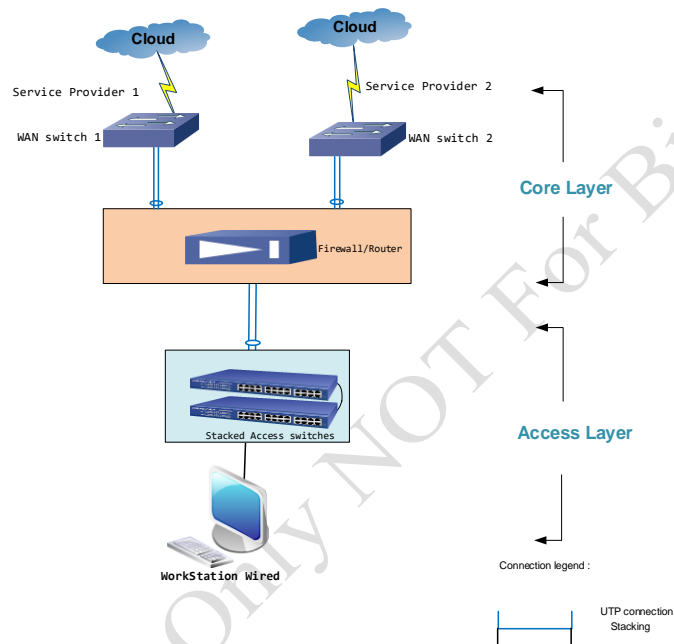 Cloud
Cloud
Service Provider 1
Service Provider 2
WAN switch 1
WAN switch 2
Core Layer
Firewall/Router
Stacked Access switches
Access Layer
WorkStation Wired
Connection legend :
UTP connection
Stacking
Only NOT For